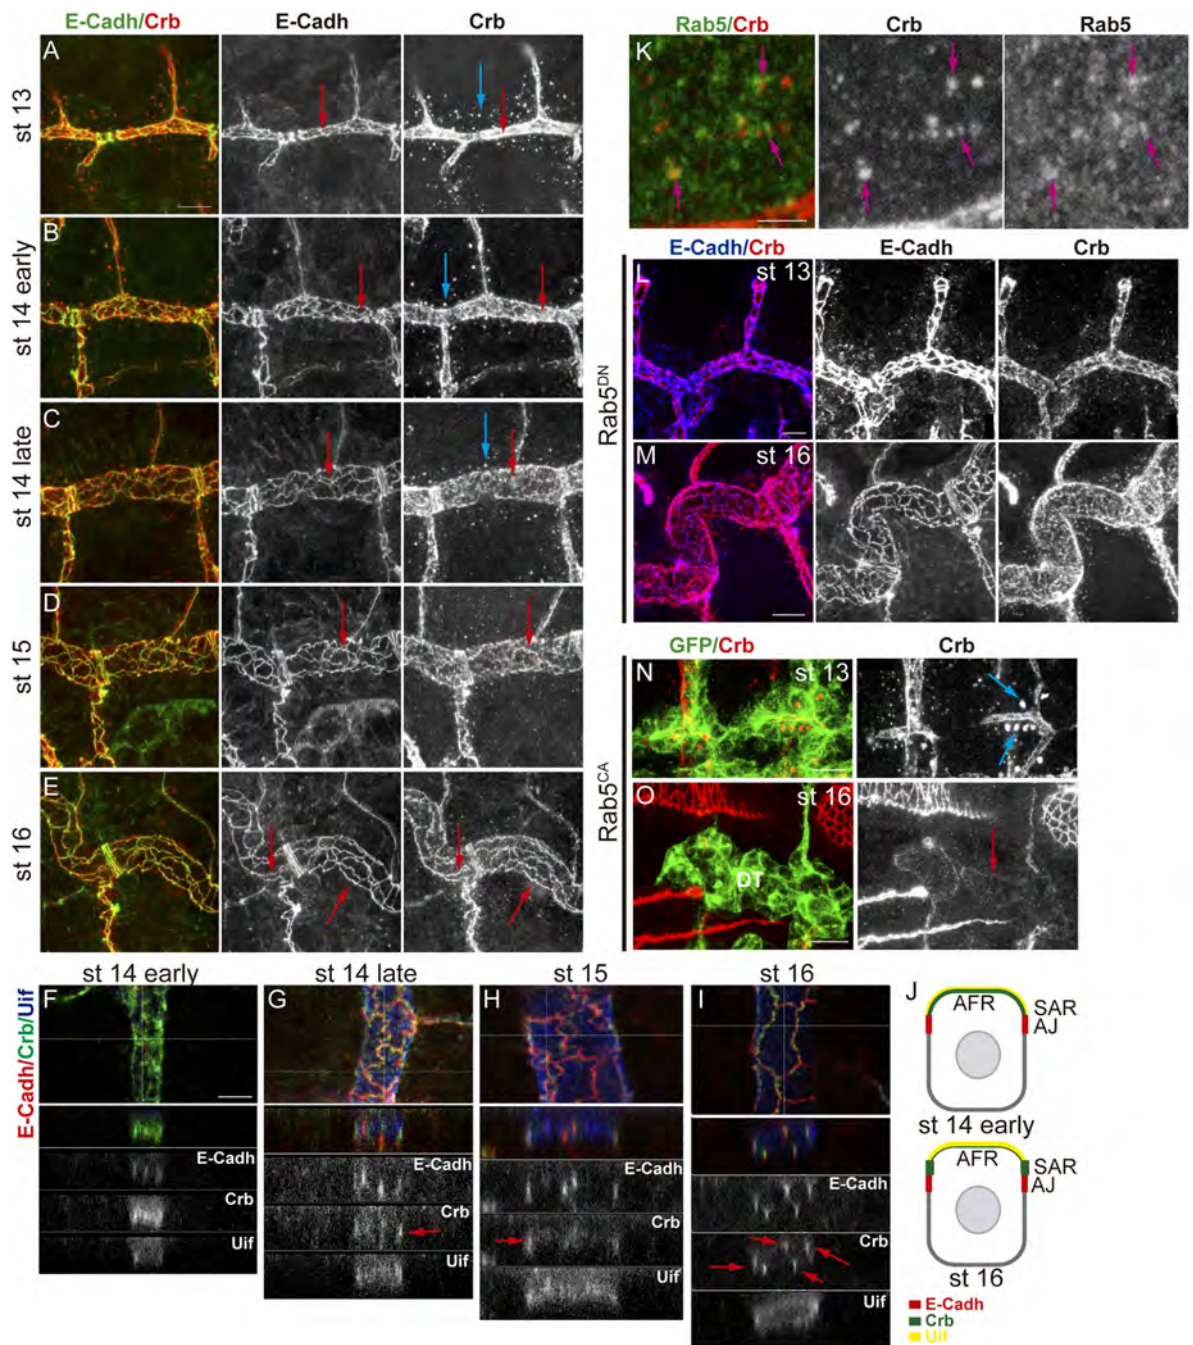 E-Cadh/Crb E-Cadh Crb
A
st 13
B
st 14 early
C
st 14 late
D
st 15
E
st 16
Rab5/Crb Crb Rab5
K
E-Cadh/Crb E-Cadh Crb
L st 13
M st 16
Rab5DN
GFP/Crb Crb
N st 13
O st 16
DT
Rab5CA
st 14 early st 14 late st 15 st 16
E-Cadh/Crb/Uif
F
E-Cadh
Crb
Uif
G
E-Cadh
Crb
Uif
H
E-Cadh
Crb
Uif
I
E-Cadh
Crb
Uif
J
AFR
SAR
AJ
st 14 early
AFR
SAR
AJ
st 16
E-Cadh
Crb
Uif